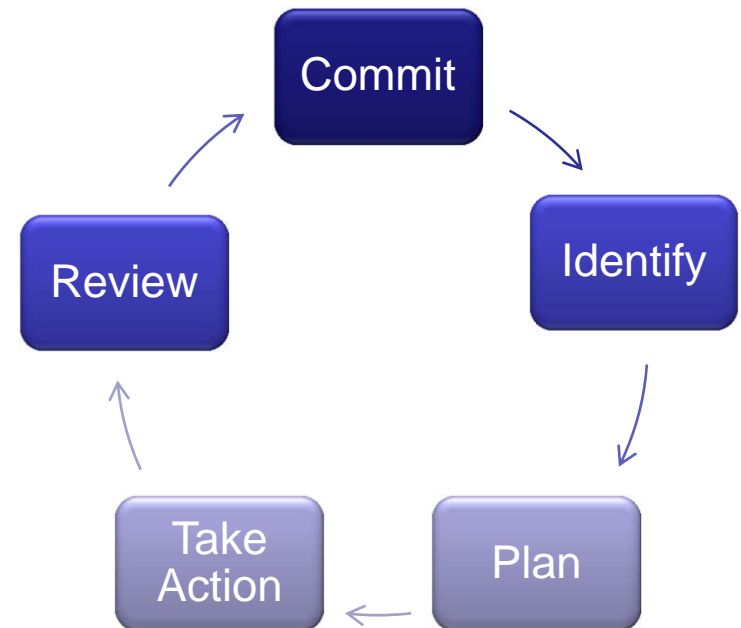 Commit
Identify
Plan
Take
Action
Review